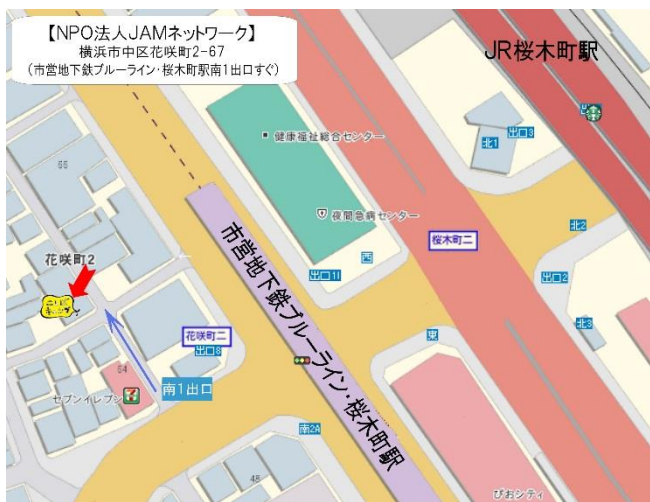 【NPO法人JAMネットワーク】
横浜市中区花咲町2-67
(市営地下鉄ブルーライン・桜木町駅南1出口すぐ)
JR桜木町駅
健康福祉総合センター
北1
出口3
66
夜間急病センター
北2
桜木町二
西
花咲町2
出口11
出口2
市営地下鉄ブルーライン・桜木町駅
北3
花咲町二
東
出口8
64
南1出口
セブンイレブン
南2A
48
ぴおシティ